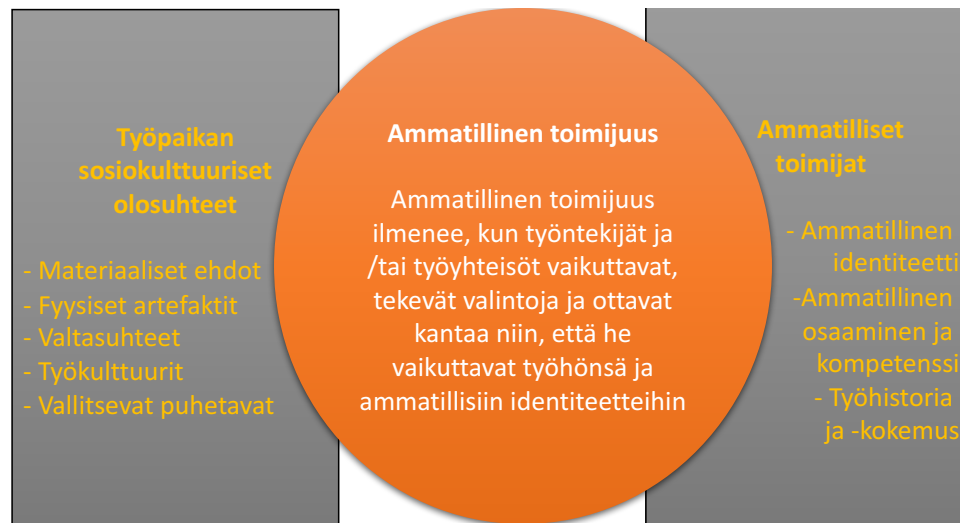 Työpaikan
sosiokulttuuriset
olosuhteet
- Materiaaliset ehdot
- Fyysiset artefaktit
- Valtasuhteet
- Työkulttuurit
- Vallitsevat puhetavat
Ammatillinen toimijuus
Ammatillinen toimijuus
ilmenee, kun työntekijät ja
/tai työyhteisöt vaikuttavat,
tekevät valintoja ja ottavat
kantaa niin, että he
vaikuttavat työhönsä ja
ammatillisiin identiteetteihin
Ammatilliset
toimijat
- Ammatillinen
identiteetti
-Ammatillinen
osaaminen ja
kompetenssi
- Työhistoria
ja -kokemus